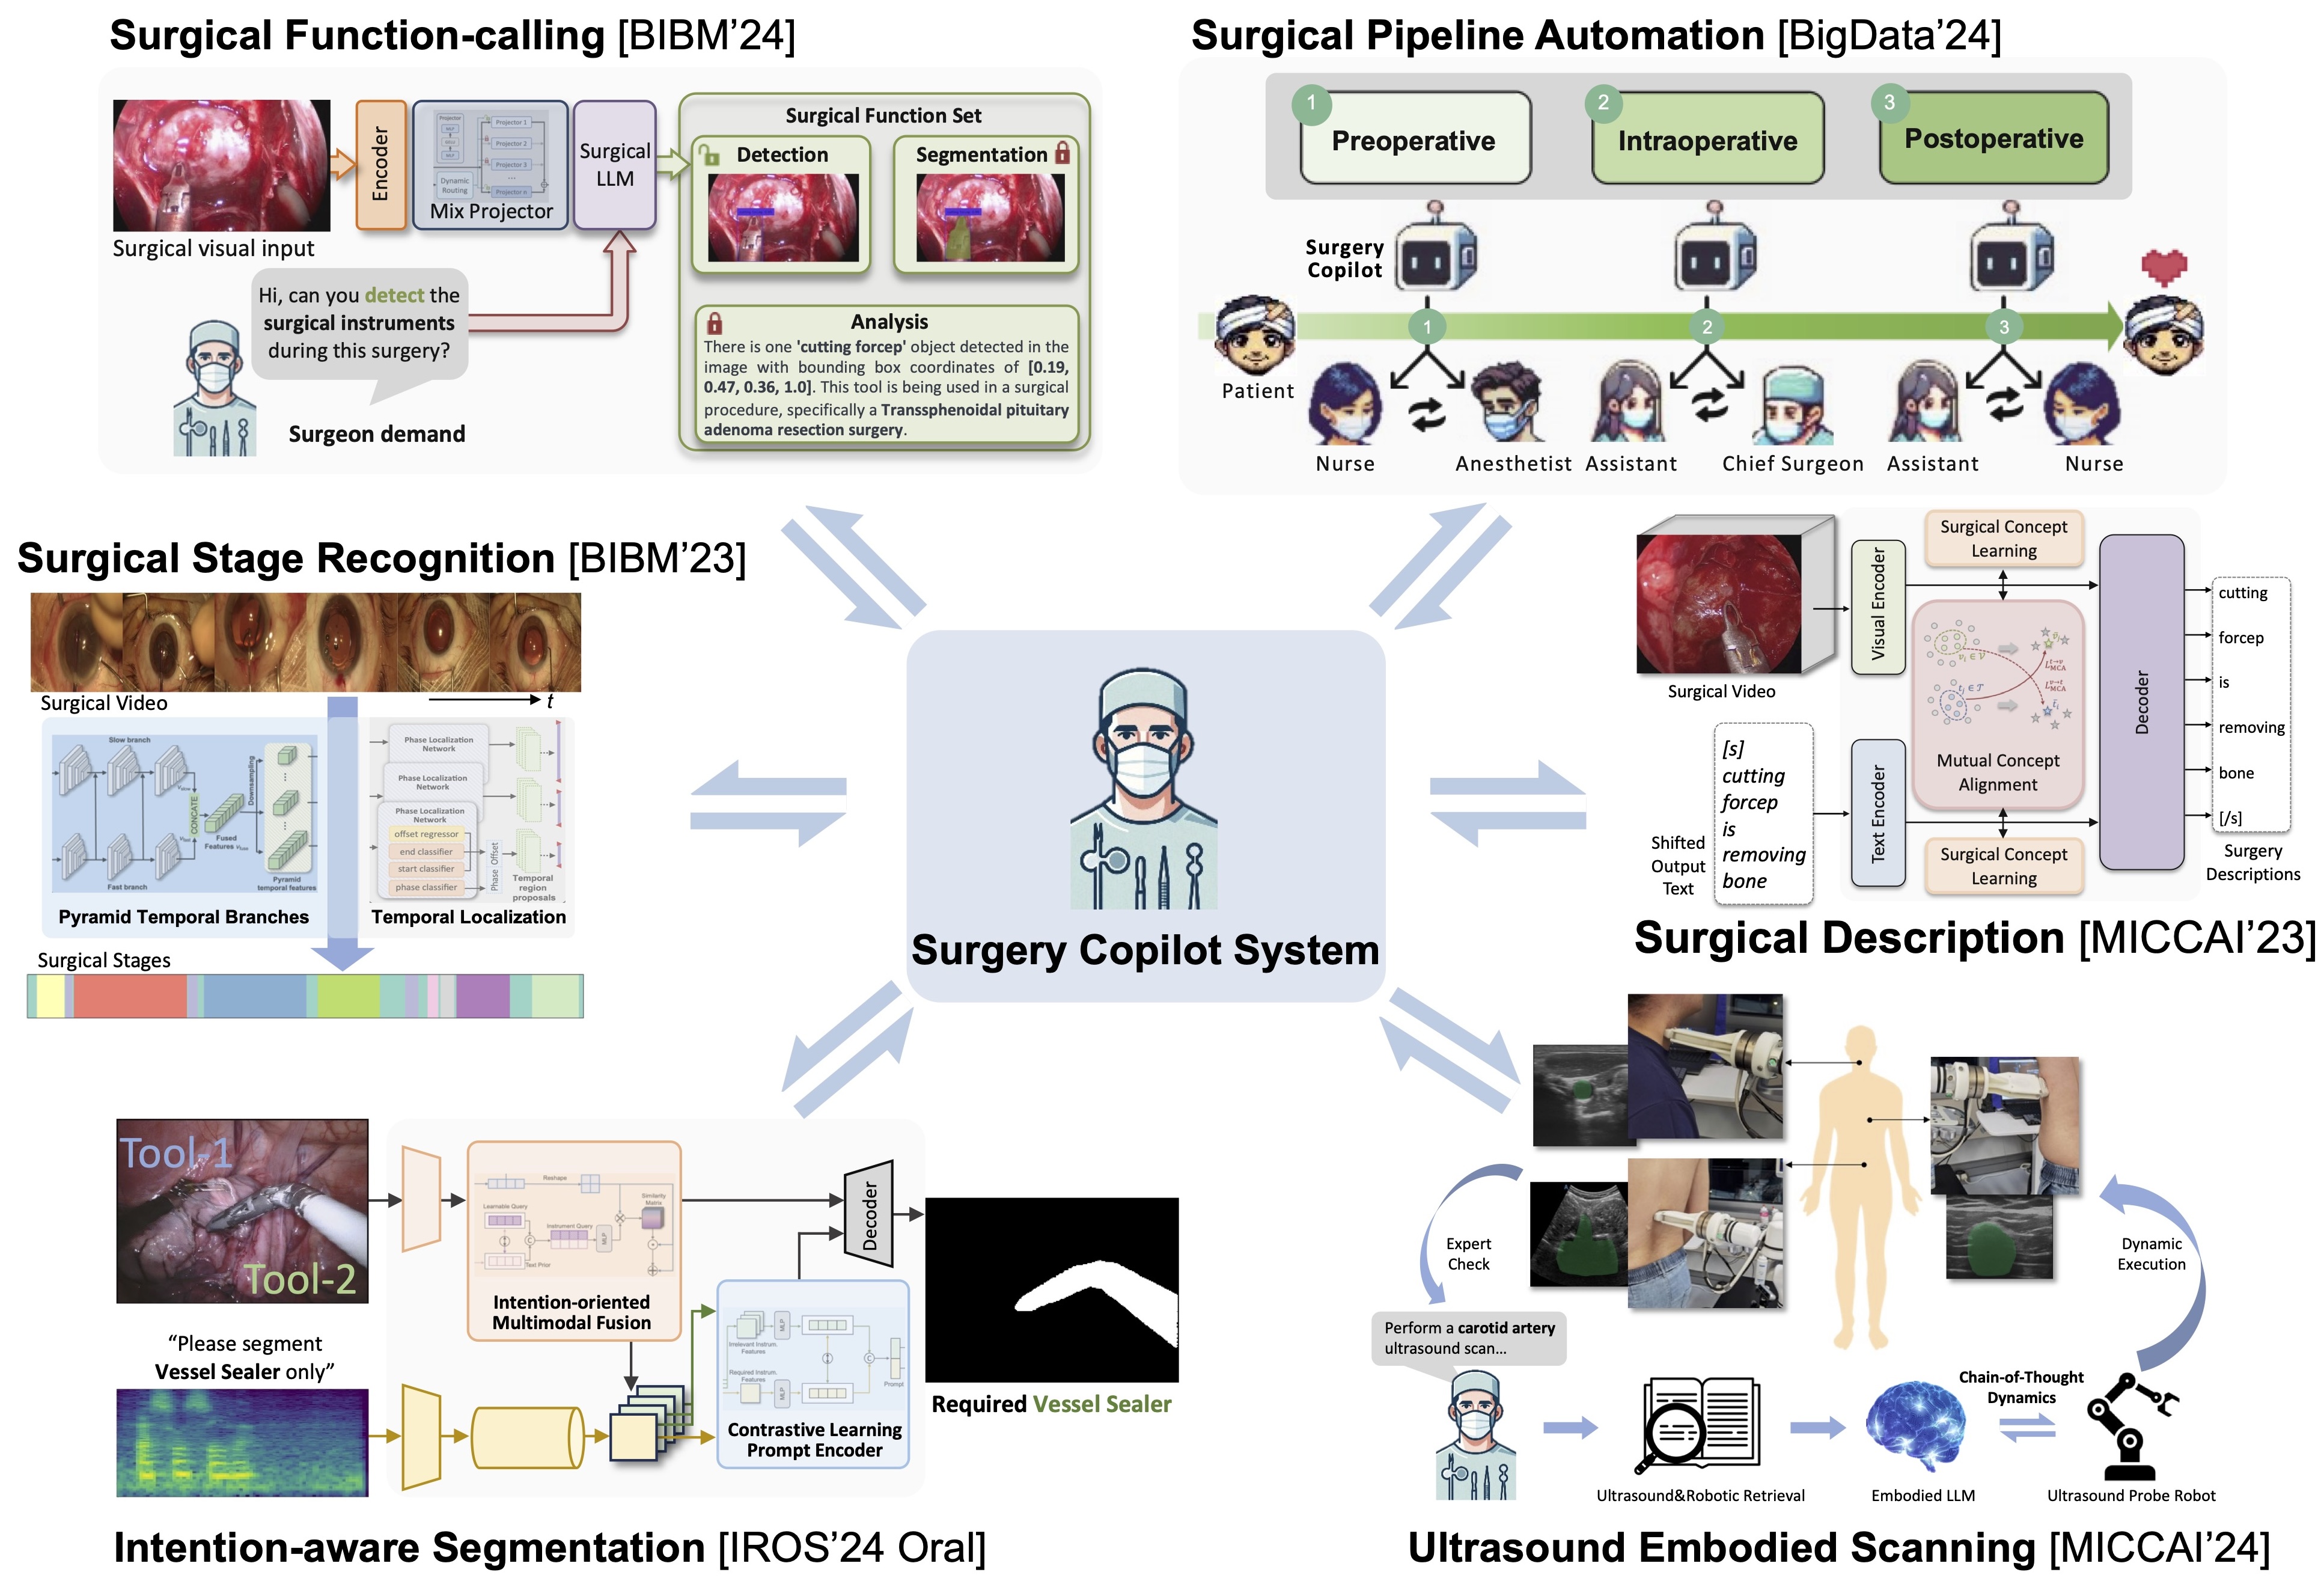 Surgical Function-calling [BIBM'24]
Surgical visual input
Encoder
Projector
MLP
MLP
Dynamic
Routing
Projector 1
Projector 2
Projector 3
...
Projector n
Mix Projector
Surgical
LLM
Surgical Function Set
Detection
Segmentation
Analysis
There is one 'cutting forcep' object detected in the
image with bounding box coordinates of [0.19,
0.47, 0.36, 1.0]. This tool is being used in a surgical
procedure, specifically a Transsphenoidal pituitary
adenoma resection surgery.
Hi, can you detect the
surgical instruments
during this surgery?
Surgeon demand
Surgical Pipeline Automation [BigData'24]
1
Preoperative
2
Intraoperative
3
Postoperative
Surgery
Copilot
1
2
3
Patient
Nurse
Anesthetist
Assistant
Chief Surgeon
Assistant
Nurse
Surgical Stage Recognition [BIBM'23]
Surgical Video
t
Slow branch
Fast branch
CONCATE
Fused
Features
Downsampling
Pyramid
temporal features
Pyramid Temporal Branches
Phase Localization
Network
Phase Localization
Network
Phase Localization
Network
offset regressor
end classifier
start classifier
phase classifier
Phase Offset
Temporal
region
proposals
Temporal Localization
Surgical Stages
Surgery Copilot System
Surgical Video
Visual Encoder
Surgical Concept
Learning
Mutual Concept
Alignment
Text Encoder
Surgical Concept
Learning
Decoder
Shifted
Output
Text
[s]
cutting
forcep
is
removing
bone
cutting
forcep
is
removing
bone
[/s]
Surgery
Descriptions
Surgical Description [MICCAI'23]
Tool-1
Tool-2
"Please segment
Vessel Sealer only"
Reshape
Similarity
Matrix
Learnable Query
Instrument Query
MLP
Text Prior
Intention-oriented
Multimodal Fusion
Decoder
MLP
Irrelevant Instrum.
Features
Required Instrum.
Features
MLP
Prompt
Contrastive Learning
Prompt Encoder
Required Vessel Sealer
Intention-aware Segmentation [IROS'24 Oral]
Expert
Check
Dynamic
Execution
Perform a carotid artery
ultrasound scan...
Chain-of-Thought
Dynamics
Ultrasound&Robotic Retrieval
Embodied LLM
Ultrasound Probe Robot
Ultrasound Embodied Scanning [MICCAI'24]